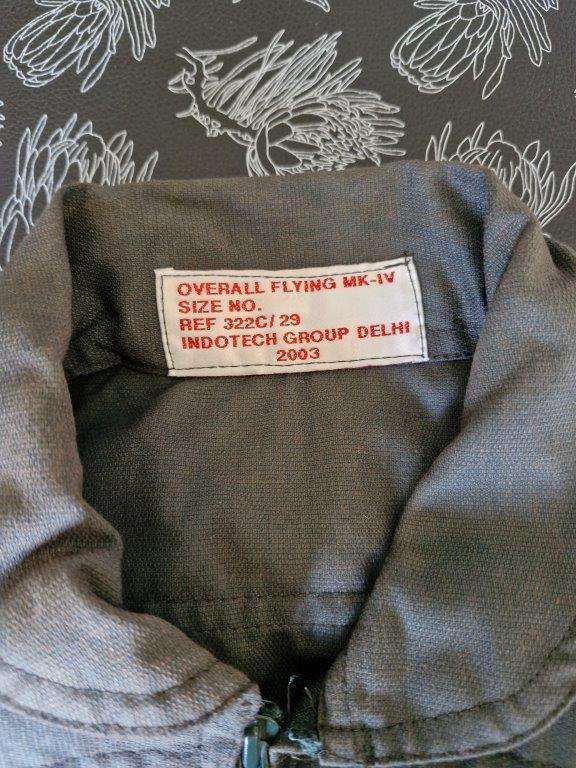 OVERALL FLYING MK-IV
SIZE NO.
REF 322C/29
INDOTECH GROUP DELHI
2003